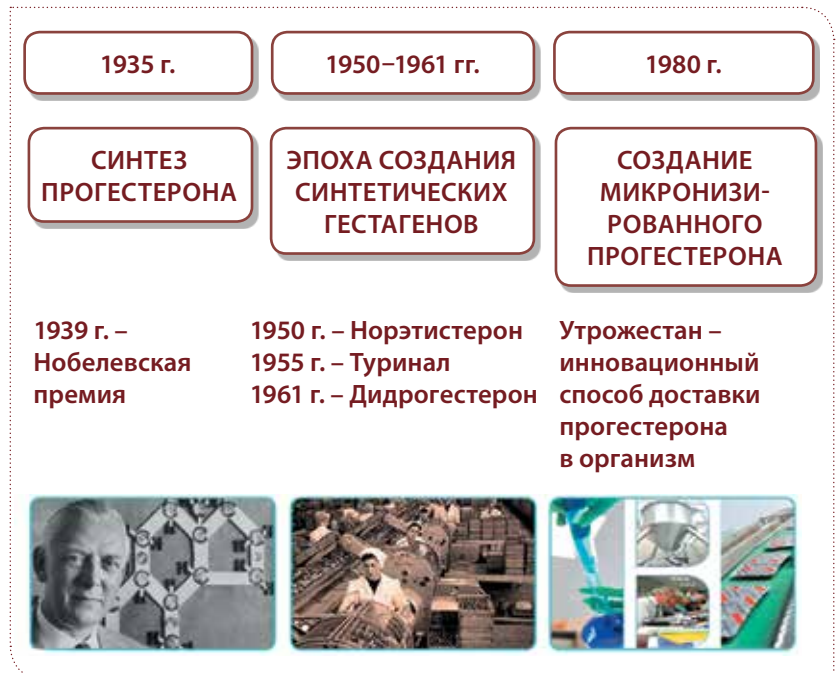 1935 г.
1950–1961 гг.
1980 г.
СИНТЕЗ
ПРОГЕСТЕРОНА
ЭПОХА СОЗДАНИЯ
СИНТЕТИЧЕСКИХ
ГЕСТАГЕНОВ
СОЗДАНИЕ
МИКРОНИЗИ-
РОВАННОГО
ПРОГЕСТЕРОНА
1939 г. –
Нобелевская
премия
1950 г. – Норэтистерон
1955 г. – Туринал
1961 г. – Дидрогестерон
Утрожестан –
инновационный
способ доставки
прогестерона
в организм